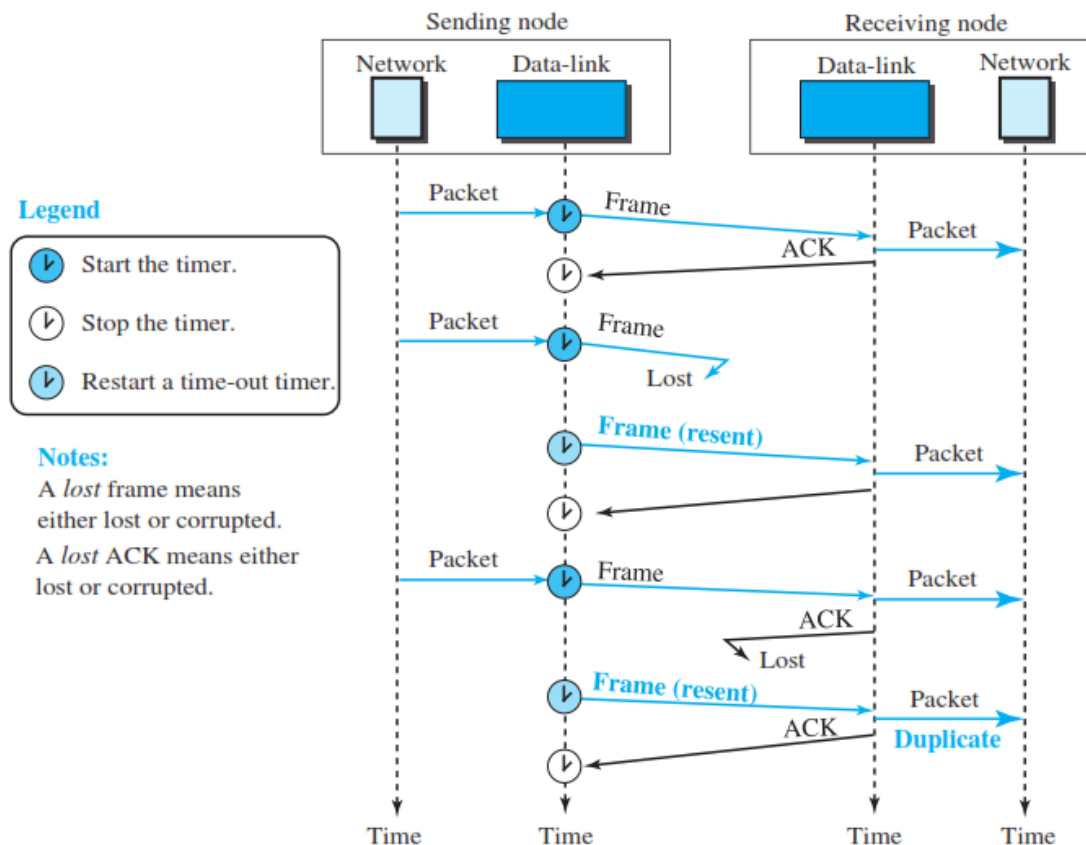 Sending node
Receiving node
Network
Data-link
Data-link
Network
Legend
Start the timer.
Stop the timer.
Restart a time-out timer.
Notes:
A lost frame means
either lost or corrupted.
A lost ACK means either
lost or corrupted.
Packet
Frame
Packet
ACK
Packet
Frame
Lost
Frame (resent)
Packet
Packet
Frame
Packet
ACK
Lost
Frame (resent)
Packet
Duplicate
ACK
Time
Time
Time
Time